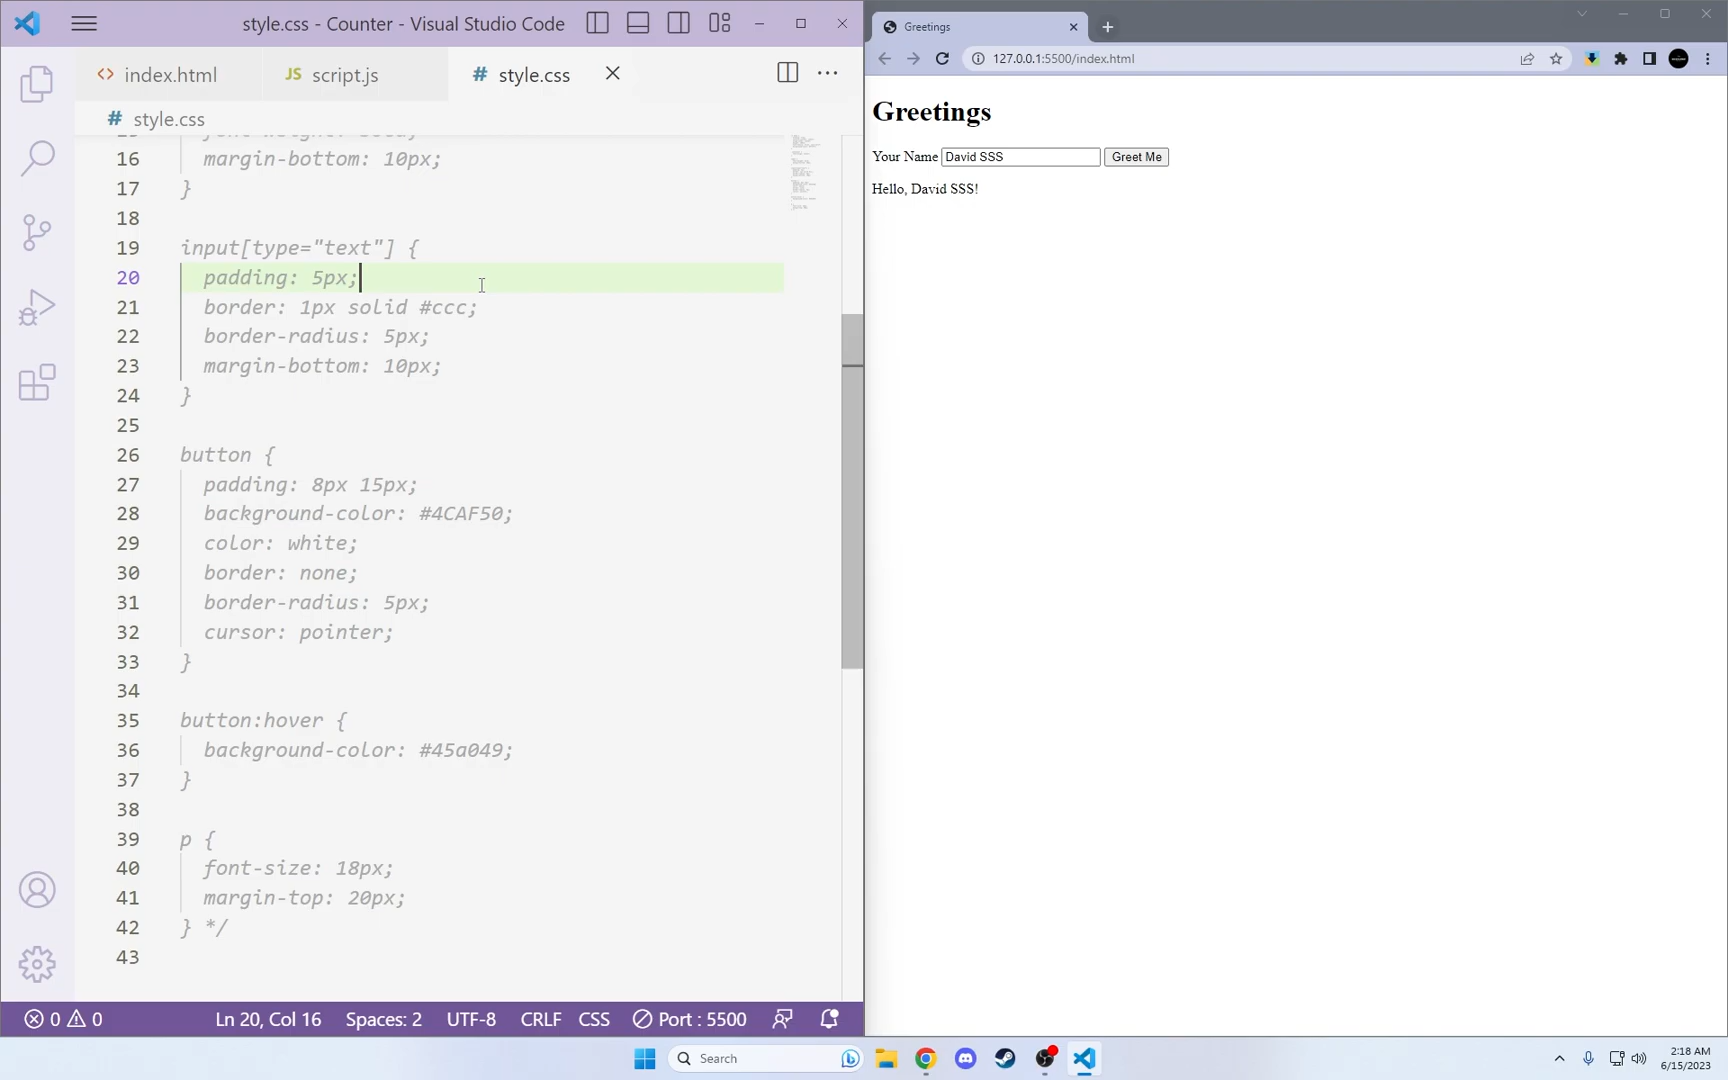 style.css - Counter - Visual Studio Code
<> index.html
JS script.js
# style.css
# style.css
16 margin-bottom: 10px;
17 }
18
19 input[type="text"] {
20 padding: 5px;
21 border: 1px solid #ccc;
22 border-radius: 5px;
23 margin-bottom: 10px;
24 }
25
26 button {
27 padding: 8px 15px;
28 background-color: #4CAF50;
29 color: white;
30 border: none;
31 border-radius: 5px;
32 cursor: pointer;
33 }
34
35 button:hover {
36 background-color: #45a049;
37 }
38
39 p {
40 font-size: 18px;
41 margin-top: 20px;
42 } */
43
0 0 Ln 20, Col 16 Spaces: 2 UTF-8 CRLF CSS Port : 5500
Greetings
127.0.0.1:5500/index.html
Greetings
Your Name David SSS Greet Me
Hello, David SSS!
Search
2:18 AM
6/15/2023